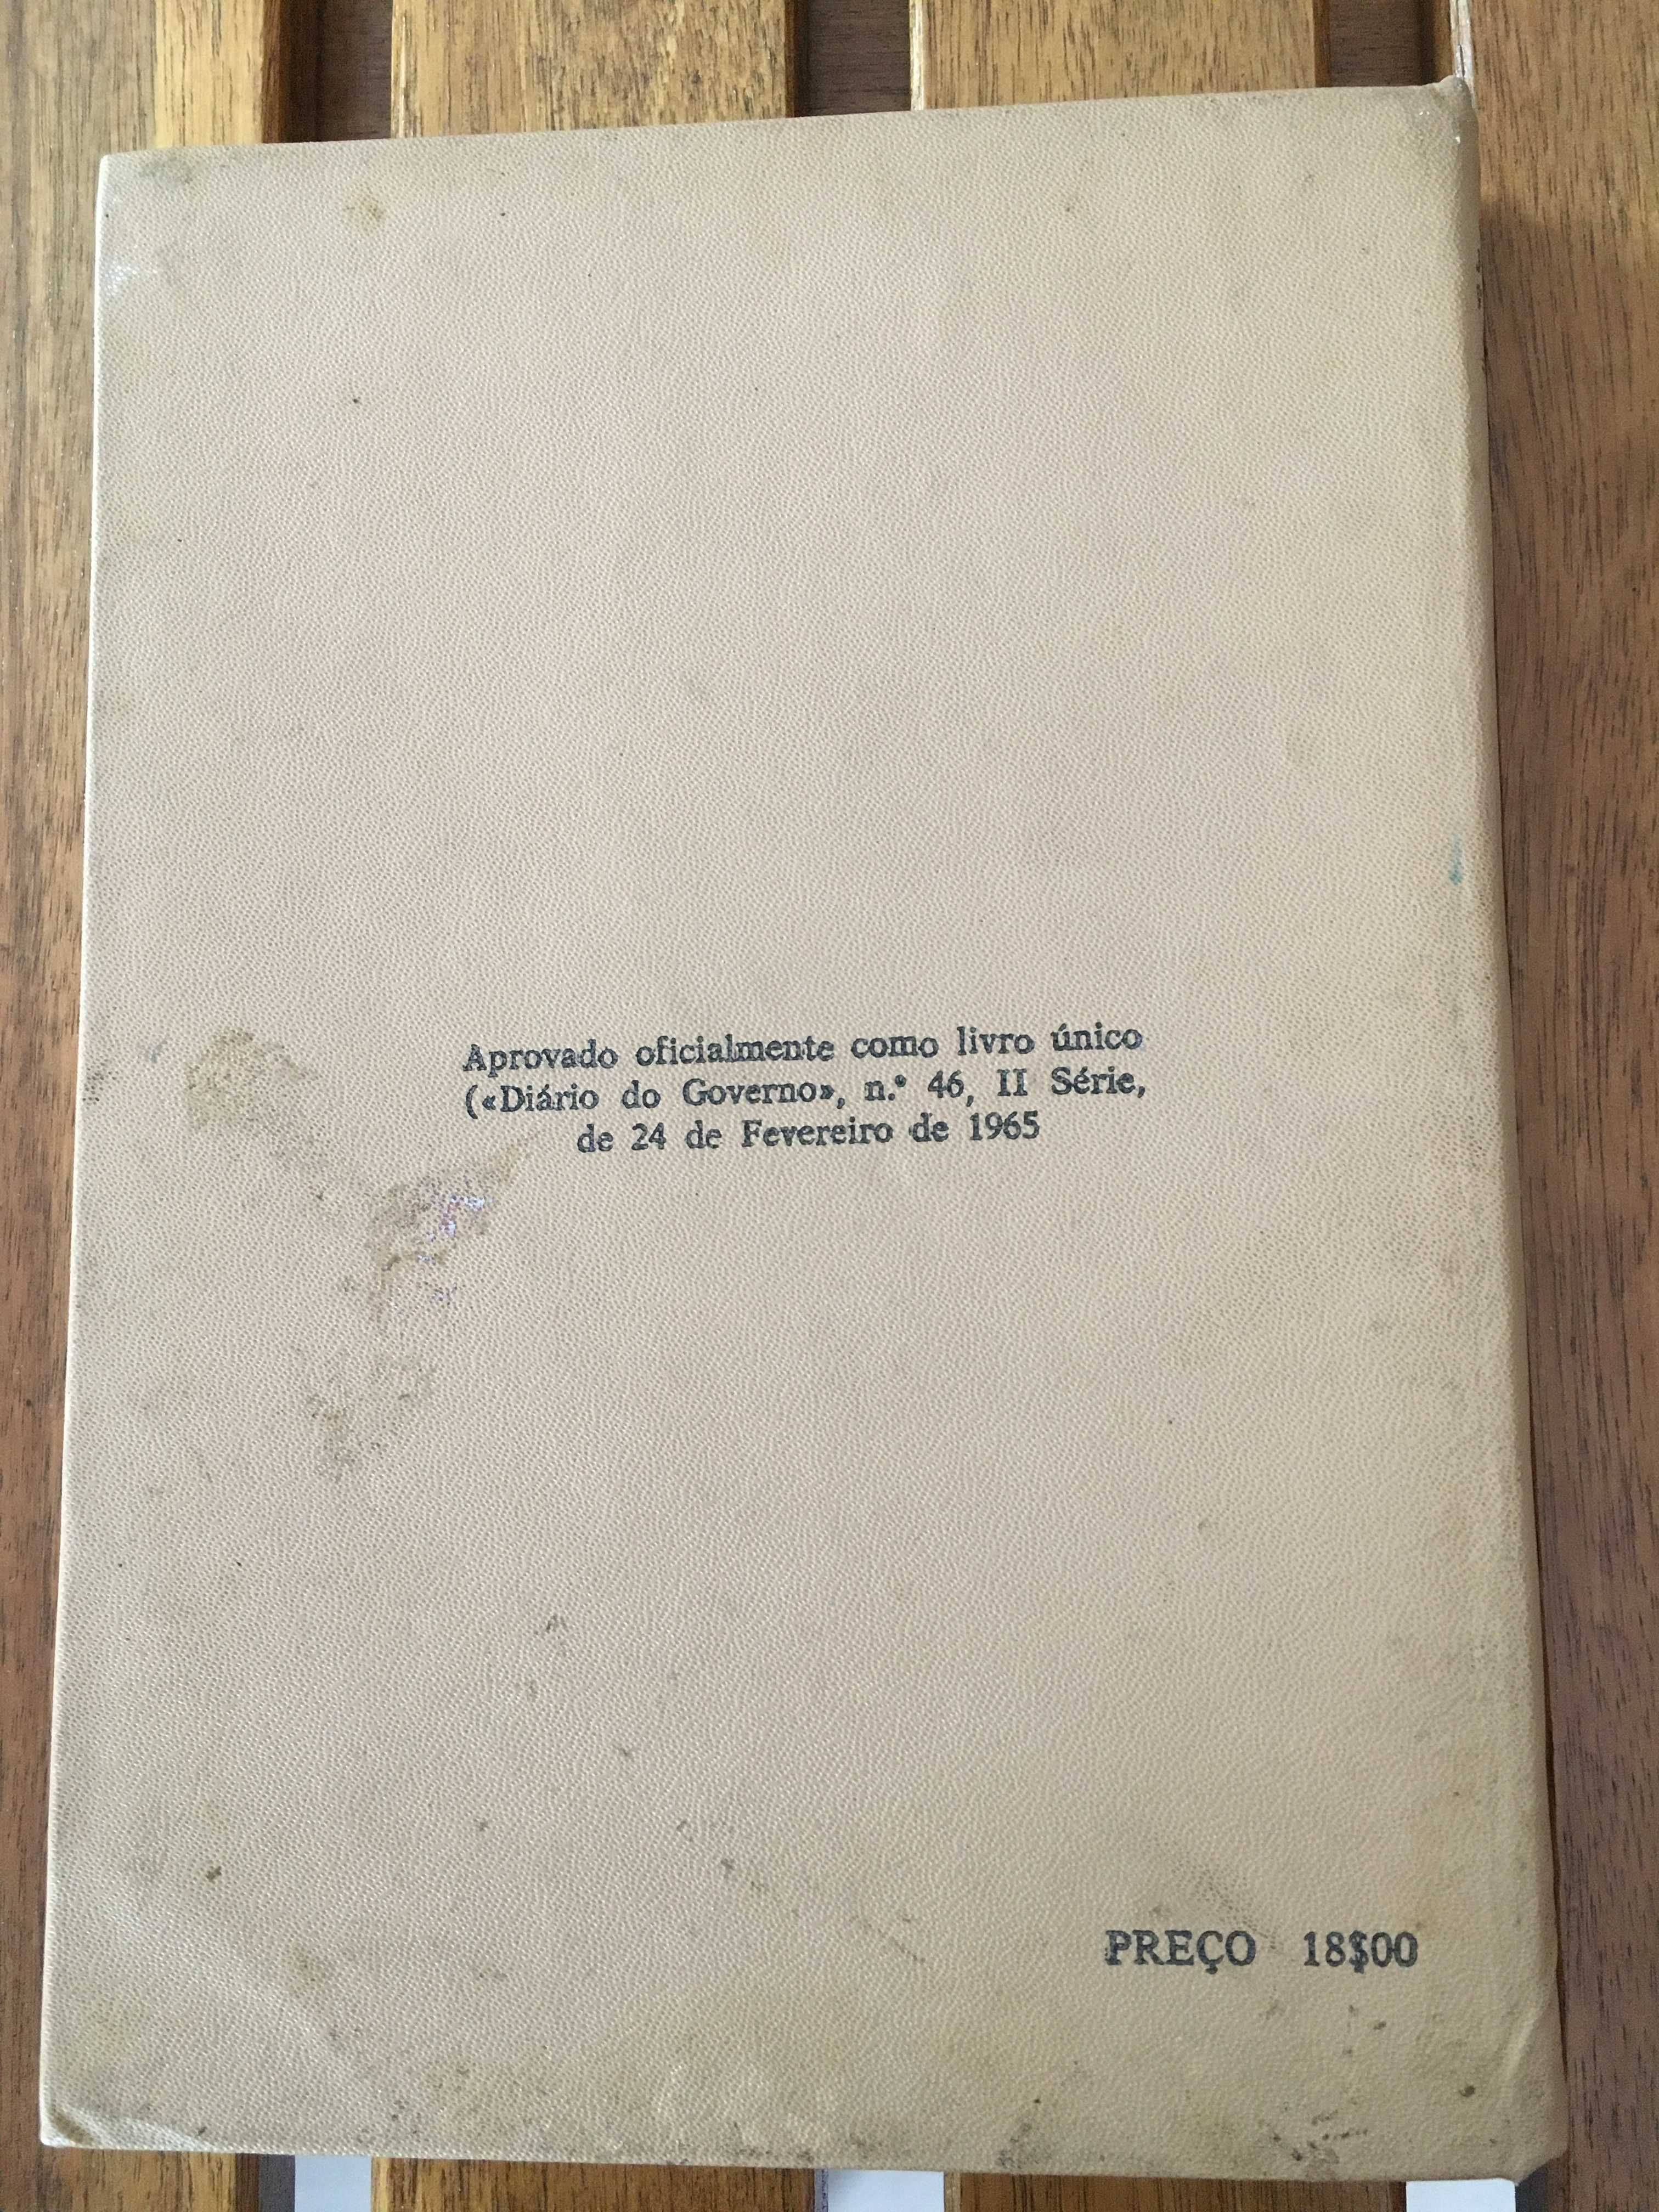 Aprovado oficialmente como livro único
(«Diário do Governo», n.º 46, II Série,
de 24 de Fevereiro de 1965
PREÇO 18$00